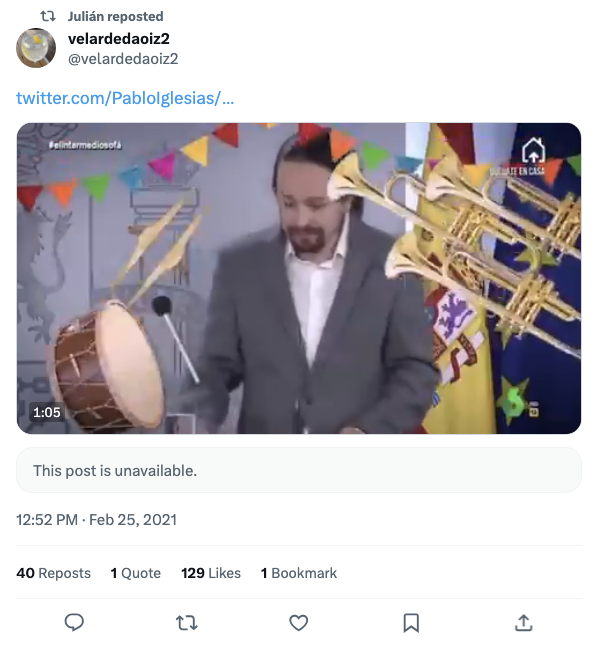 Julián reposted
velardedaoiz2
@velardedaoiz2
twitter.com/PabloIglesias/...
#elintermediosofá
QUÉDATE EN CASA
1:05
This post is unavailable.
12:52 PM · Feb 25, 2021
40 Reposts 1 Quote 129 Likes 1 Bookmark